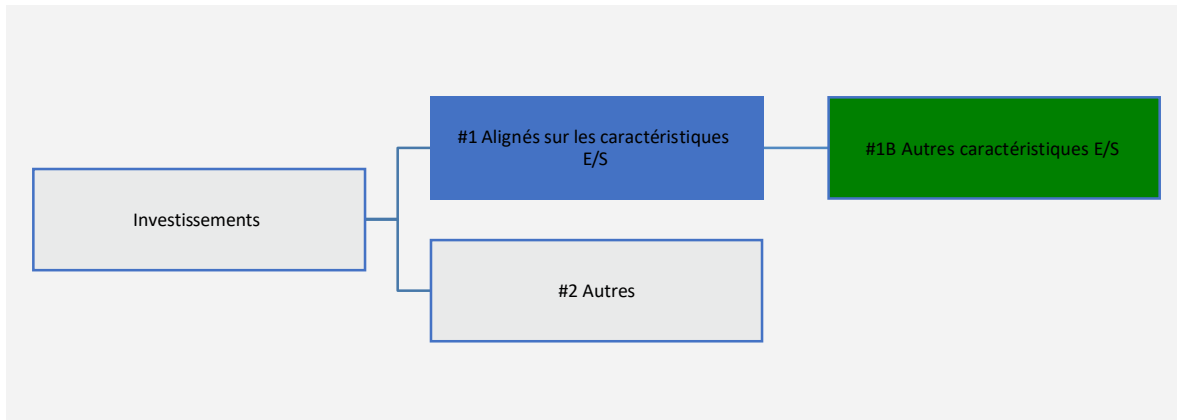 #1 Alignés sur les caractéristiques
E/S
#1B Autres caractéristiques E/S
Investissements
#2 Autres